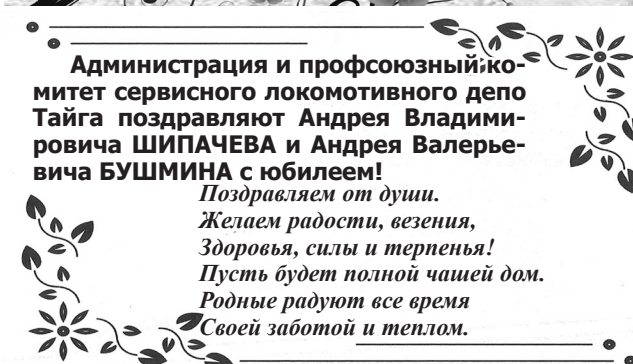 Администрация и профсоюзный ко-
митет сервисного локомотивного депо
Тайга поздравляют Андрея Владими-
ровича ШИПАЧЕВА и Андрея Валерье-
вича БУШМИНА с юбилеем!
Поздравляем от души.
Желаем радости, везения,
Здоровья, силы и терпенья!
Пусть будет полной чашей дом.
Родные радуют все время
Своей заботой и теплом.